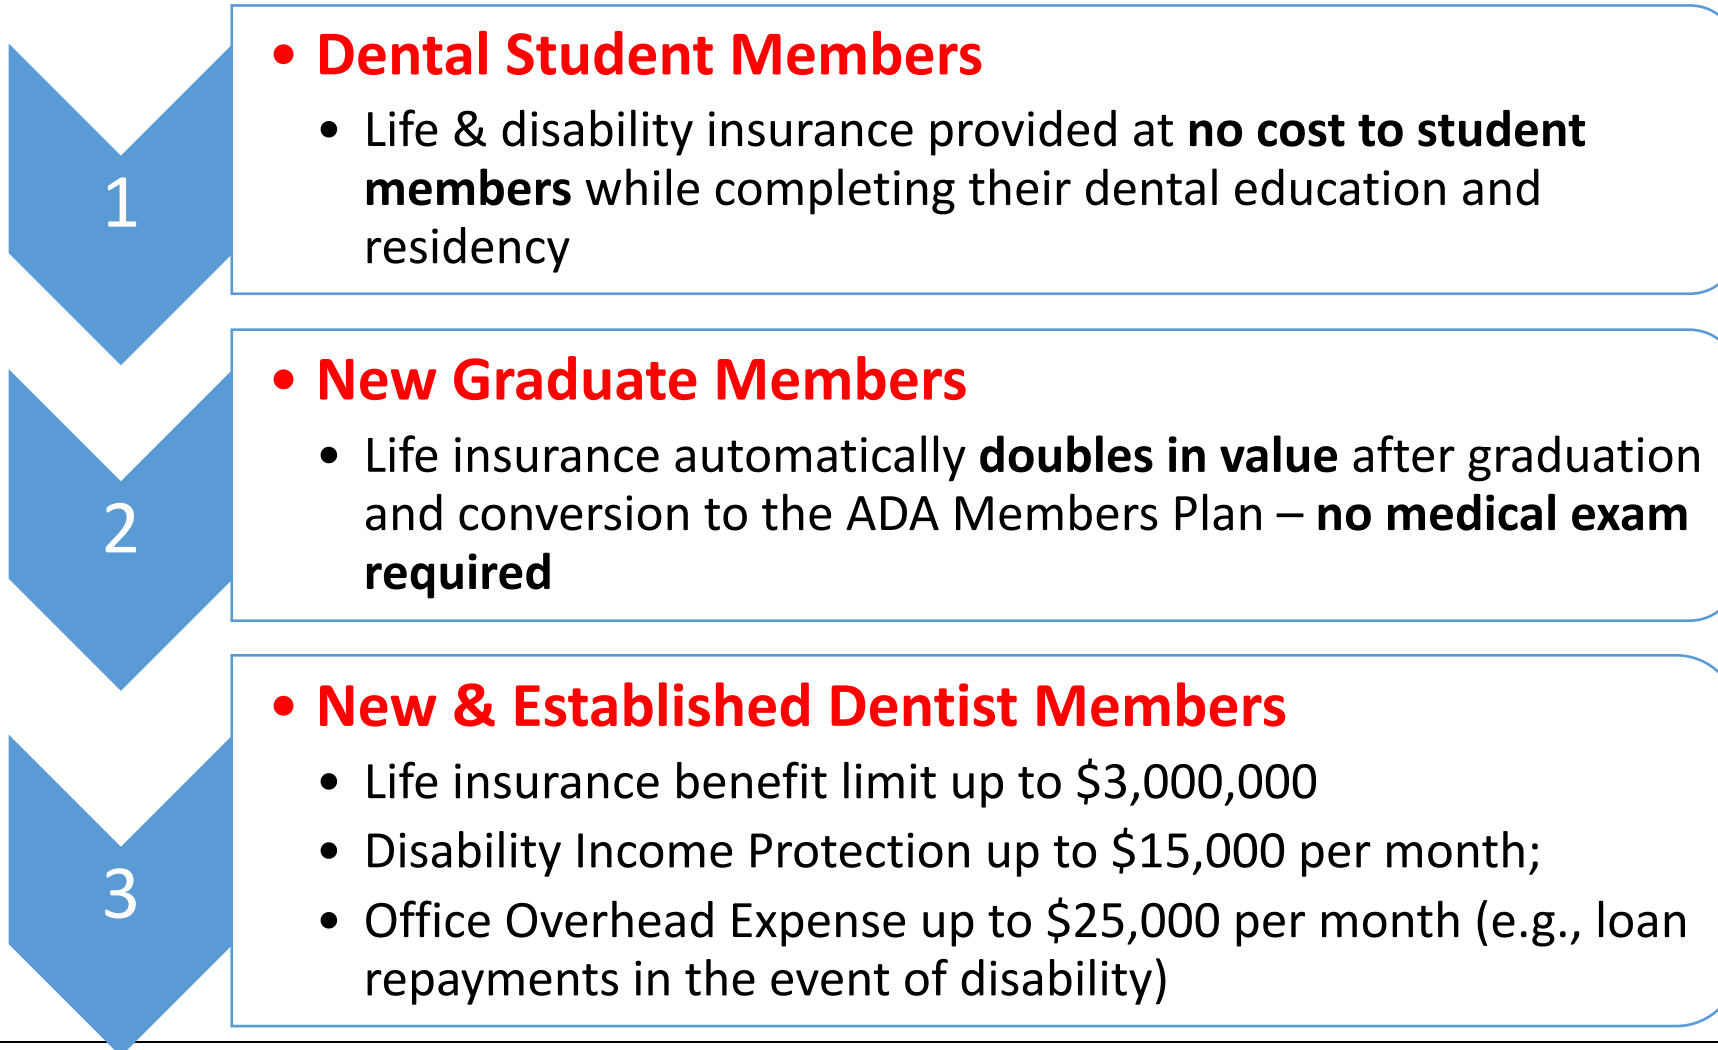 1
• Dental Student Members
• Life & disability insurance provided at no cost to student
members while completing their dental education and
residency
2
• New Graduate Members
• Life insurance automatically doubles in value after graduation
and conversion to the ADA Members Plan – no medical exam
required
3
• New & Established Dentist Members
• Life insurance benefit limit up to $3,000,000
• Disability Income Protection up to $15,000 per month;
• Office Overhead Expense up to $25,000 per month (e.g., loan
repayments in the event of disability)